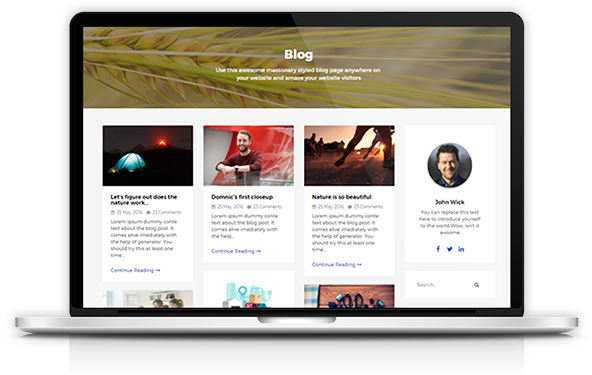 Blog
Use this awesome massonary styled blog page anywhere on
your website and amaze your website visitors
Let's figure out does the
nature work...
25 May, 2016 23 Comments
Lorem ipsum dummy conte
text about the blog post. It
comes alive imediately with
the help of generator. You
should try this at least one
time...
Continue Reading →
Domnic's first closeup
25 May, 2016 23 Comments
Lorem ipsum dummy conte
text about the blog post. It
comes alive imediately with
the help...
Continue Reading →
Nature is so beautiful
25 May, 2016 23 Comments
Lorem ipsum dummy conte
text about the blog post. It
comes alive imediately with
the help of generator. You
should try this at least
one...
Continue Reading →
John Wick
You can replace this text
here to introduce yourself
to the world Wow, isn't it
awesome
Search...